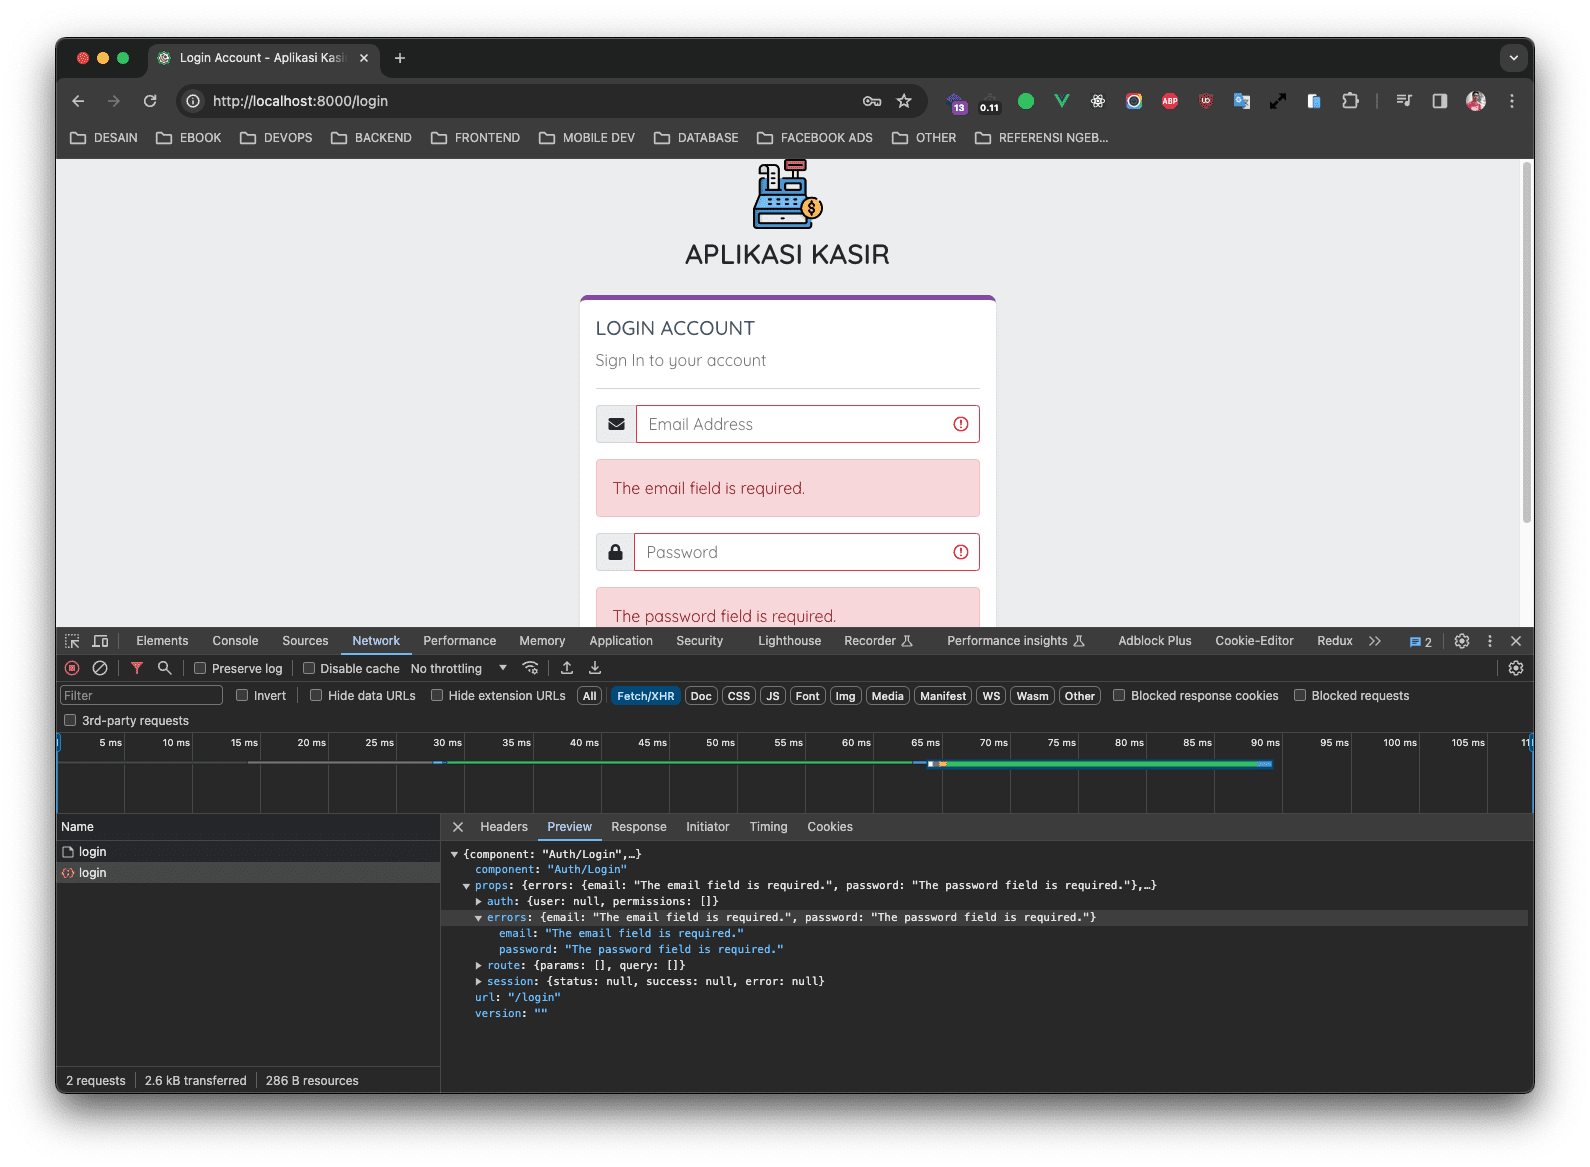 Login Account - Aplikasi Kasi
http://localhost:8000/login
ABP
13
0.11
DESAIN EBOOK DEVOPS BACKEND FRONTEND MOBILE DEV DATABASE FACEBOOK ADS OTHER REFERENSI NGEB...
APLIKASI KASIR
LOGIN ACCOUNT
Sign In to your account
Email Address
The email field is required.
Password
The password field is required.
Elements Console Sources Network Performance Memory Application Security Lighthouse Recorder Performance insights Adblock Plus Cookie-Editor Redux 2
Preserve log Disable cache No throttling
Filter Invert Hide data URLs Hide extension URLs All Fetch/XHR Doc CSS JS Font Img Media Manifest WS Wasm Other Blocked response cookies Blocked requests
3rd-party requests
5 ms 10 ms 15 ms 20 ms 25 ms 30 ms 35 ms 40 ms 45 ms 50 ms 55 ms 60 ms 65 ms 70 ms 75 ms 80 ms 85 ms 90 ms 95 ms 100 ms 105 ms
Name
login
login
Headers Preview Response Initiator Timing Cookies
{component: "Auth/Login",…}
component: "Auth/Login"
props: {errors: {email: "The email field is required.", password: "The password field is required."},…}
auth: {user: null, permissions: []}
errors: {email: "The email field is required.", password: "The password field is required."}
email: "The email field is required."
password: "The password field is required."
route: {params: [], query: []}
session: {status: null, success: null, error: null}
url: "/login"
version: ""
2 requests 2.6 kB transferred 286 B resources